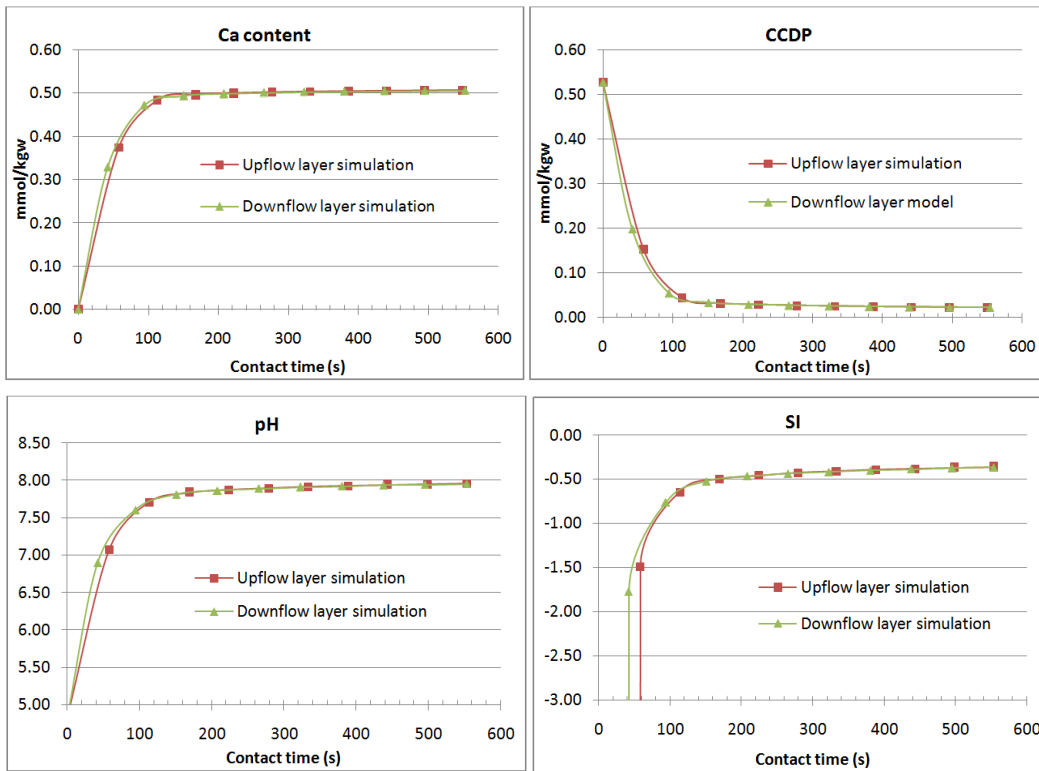 Ca content
0.60
0.50
0.40
0.30
0.20
0.10
0.00
mmol/kgw
Upflow layer simulation
Downflow layer simulation
0 100 200 300 400 500 600
Contact time (s)
CCDP
0.60
0.50
0.40
0.30
0.20
0.10
0.00
mmol/kgw
Upflow layer simulation
Downflow layer model
0 100 200 300 400 500 600
Contact time (s)
pH
8.50
8.00
7.50
7.00
6.50
6.00
5.50
5.00
Upflow layer simulation
Downflow layer simulation
0 100 200 300 400 500 600
Contact time (s)
SI
0.00
-0.50
-1.00
-1.50
-2.00
-2.50
-3.00
Upflow layer simulation
Downflow layer simulation
0 100 200 300 400 500 600
Contact time (s)